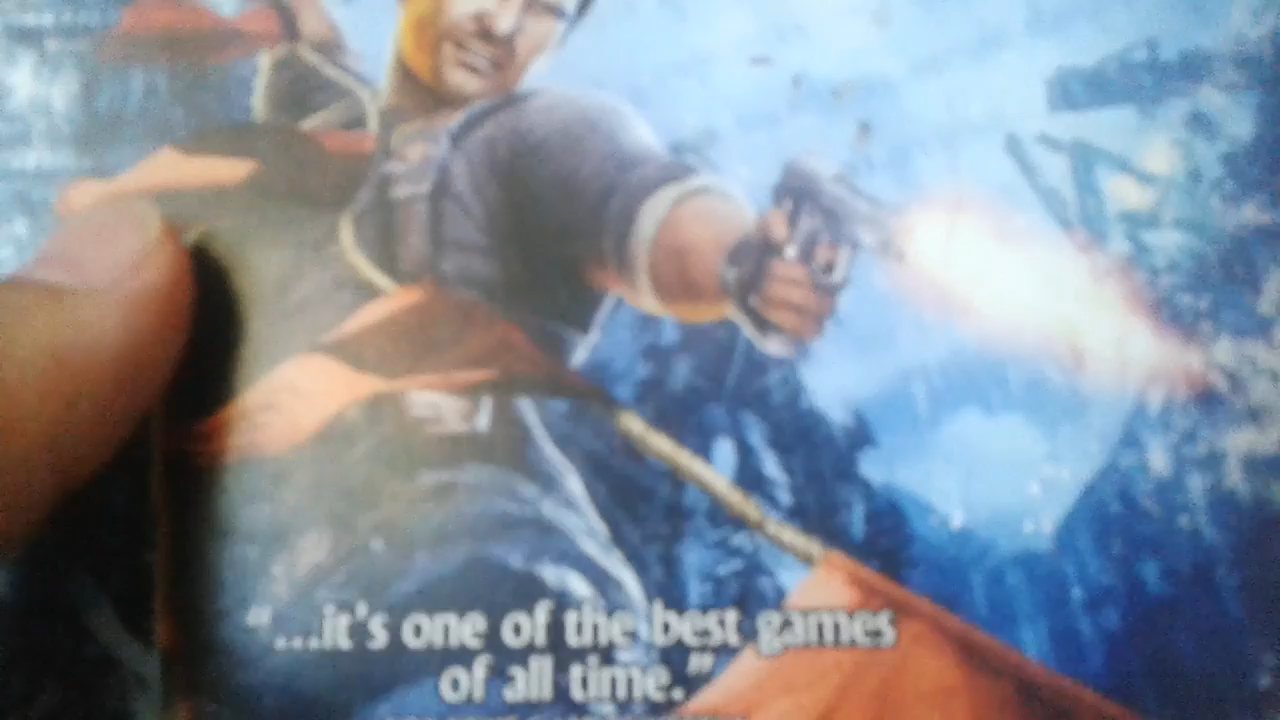 "...it's one of the best games
of all time."